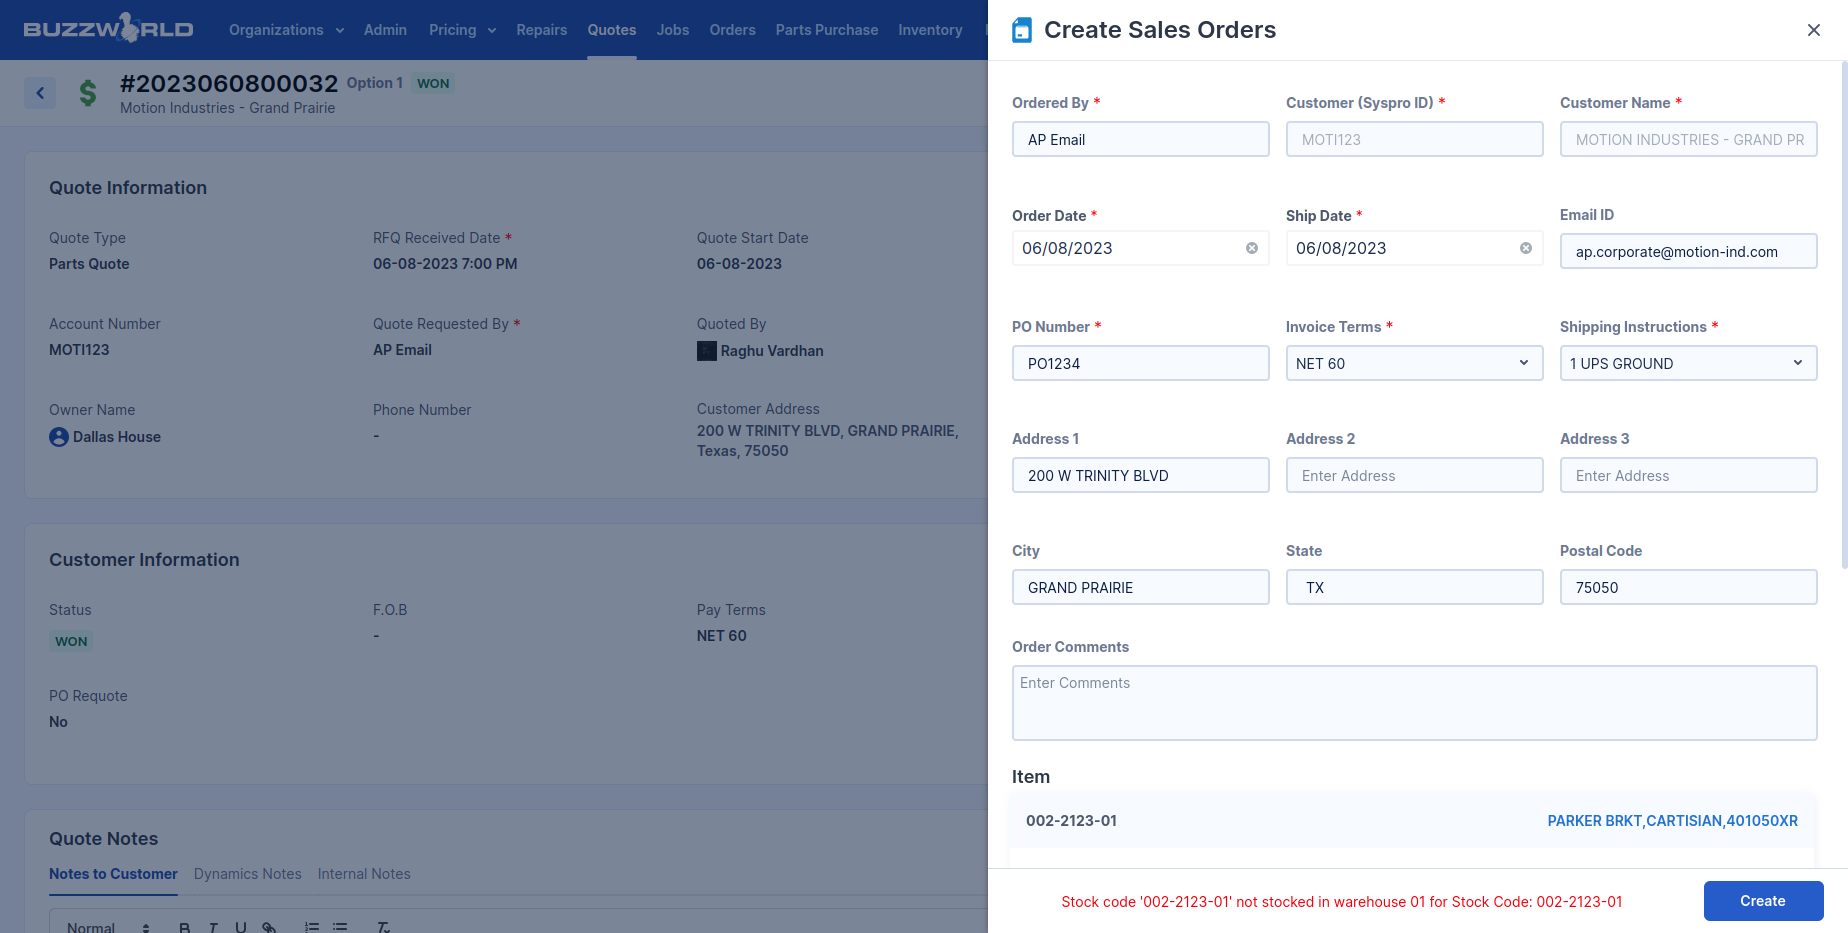 BUZZWORLD
Organizations
Admin
Pricing
Repairs
Quotes
Jobs
Orders
Parts Purchase
Inventory
#2023060800032 Option 1 WON
Motion Industries - Grand Prairie
Quote Information
Quote Type
Parts Quote
RFQ Received Date *
06-08-2023 7:00 PM
Quote Start Date
06-08-2023
Account Number
MOTI123
Quote Requested By *
AP Email
Quoted By
Raghu Vardhan
Owner Name
Dallas House
Phone Number
-
Customer Address
200 W TRINITY BLVD, GRAND PRAIRIE,
Texas, 75050
Customer Information
Status
WON
F.O.B
-
Pay Terms
NET 60
PO Requote
No
Quote Notes
Notes to Customer
Dynamics Notes
Internal Notes
Normal
Create Sales Orders
Ordered By *
AP Email
Customer (Syspro ID) *
MOTI123
Customer Name *
MOTION INDUSTRIES - GRAND PR
Order Date *
06/08/2023
Ship Date *
06/08/2023
Email ID
ap.corporate@motion-ind.com
PO Number *
PO1234
Invoice Terms *
NET 60
Shipping Instructions *
1 UPS GROUND
Address 1
200 W TRINITY BLVD
Address 2
Enter Address
Address 3
Enter Address
City
GRAND PRAIRIE
State
TX
Postal Code
75050
Order Comments
Enter Comments
Item
002-2123-01
PARKER BRKT,CARTISIAN,401050XR
Stock code '002-2123-01' not stocked in warehouse 01 for Stock Code: 002-2123-01
Create